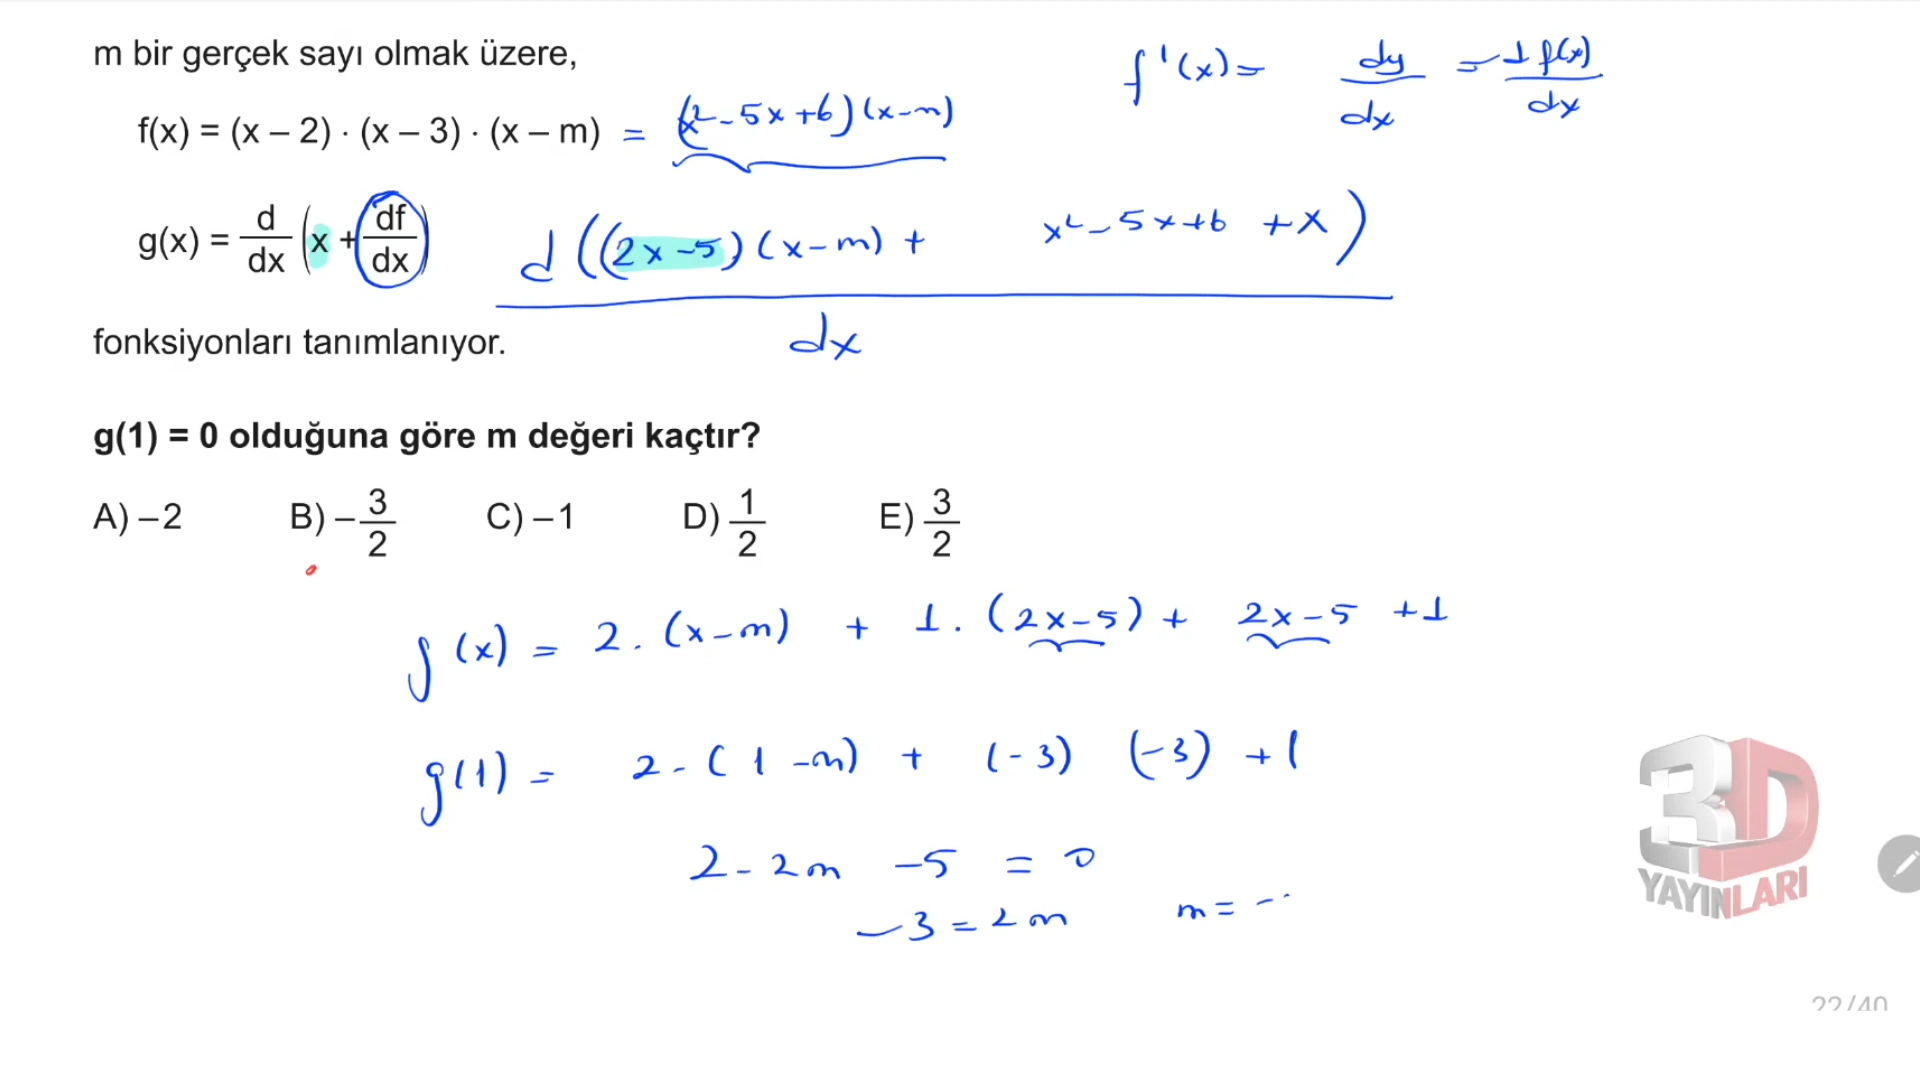 m bir gerçek sayı olmak üzere,
f'(x) = dy/dx = 1 f(x)/dx
f(x) = (x – 2) · (x – 3) · (x – m) = (x² - 5x + 6)(x - m)
g(x) = d/dx (x + df/dx)
d((2x - 5)(x - m) + x² - 5x + 6 + x)/dx
fonksiyonları tanımlanıyor.
g(1) = 0 olduğuna göre m değeri kaçtır?
A) –2 B) –3/2 C) –1 D) 1/2 E) 3/2
g(x) = 2 . (x - m) + 1 . (2x - 5) + 2x - 5 + 1
g(1) = 2 - (1 - m) + (-3) (-3) + 1
2 - 2m - 5 = 0
-3 = 2m m = -
3D
YAYINLARI
22/40